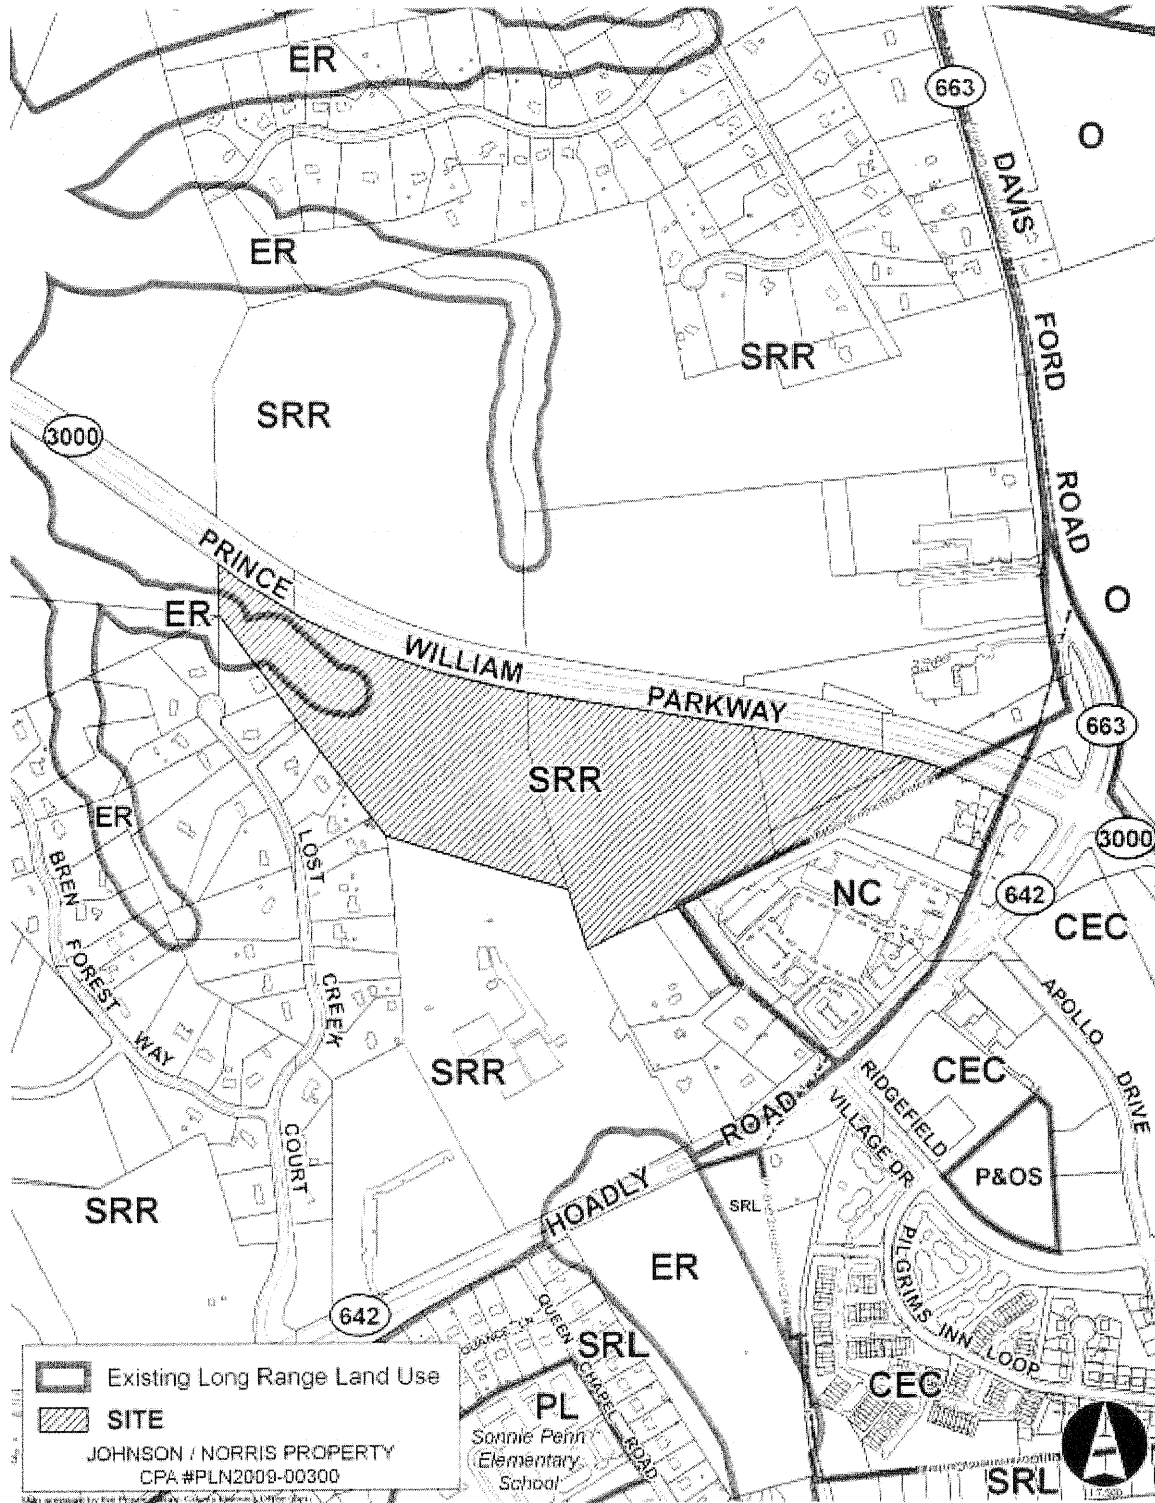 ER
663
O
DAVIS
ER
FORD
SRR
SRR
3000
ROAD
PRINCE
ER
O
WILLIAM
PARKWAY
663
SRR
ER
3000
LOST
BREN
NC
642
CEC
FOREST
CREEK
APOLLO
WAY
SRR
CEC
RIDGEFIELD
DRIVE
ROAD
VILLAGE DR
COURT
P&OS
HOADLY
SRR
SRL
PILGRIMS
ER
642
QUEEN
INN
SRL
LOOP
CHAPEL
Existing Long Range Land Use
CEC
SITE
PL
ROAD
JOHNSON / NORRIS PROPERTY
Sonnie Penn
CPA #PLN2009-00300
Elementary
School
SRL